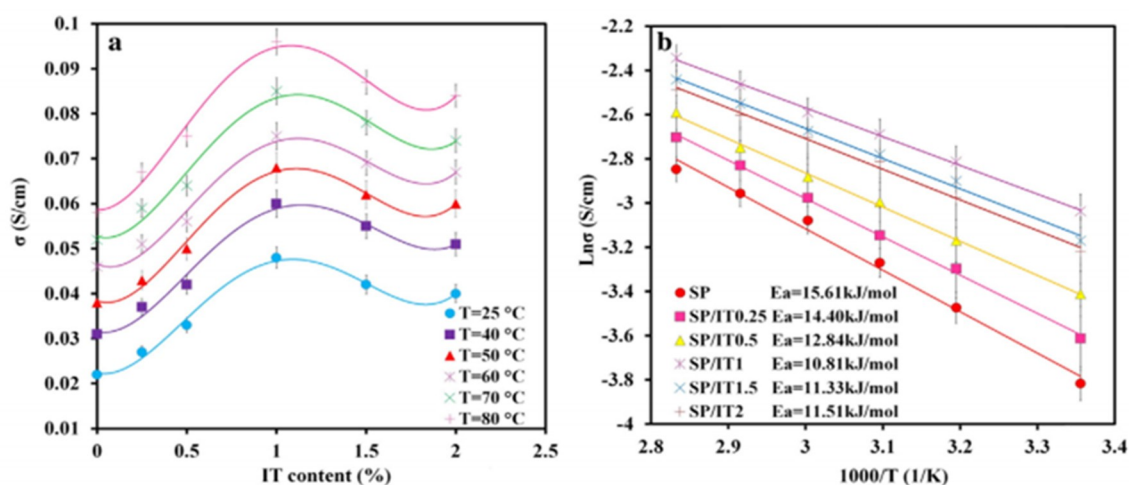 a
σ (S/cm)
0.1
0.09
0.08
0.07
0.06
0.05
0.04
0.03
0.02
0.01
T=25 °C
T=40 °C
T=50 °C
T=60 °C
T=70 °C
T=80 °C
0 0.5 1 1.5 2 2.5
IT content (%)
b
Lnσ (S/cm)
-2.2
-2.4
-2.6
-2.8
-3
-3.2
-3.4
-3.6
-3.8
-4
SP Ea=15.61kJ/mol
SP/IT0.25 Ea=14.40kJ/mol
SP/IT0.5 Ea=12.84kJ/mol
SP/IT1 Ea=10.81kJ/mol
SP/IT1.5 Ea=11.33kJ/mol
SP/IT2 Ea=11.51kJ/mol
2.8 2.9 3 3.1 3.2 3.3 3.4
1000/T (1/K)